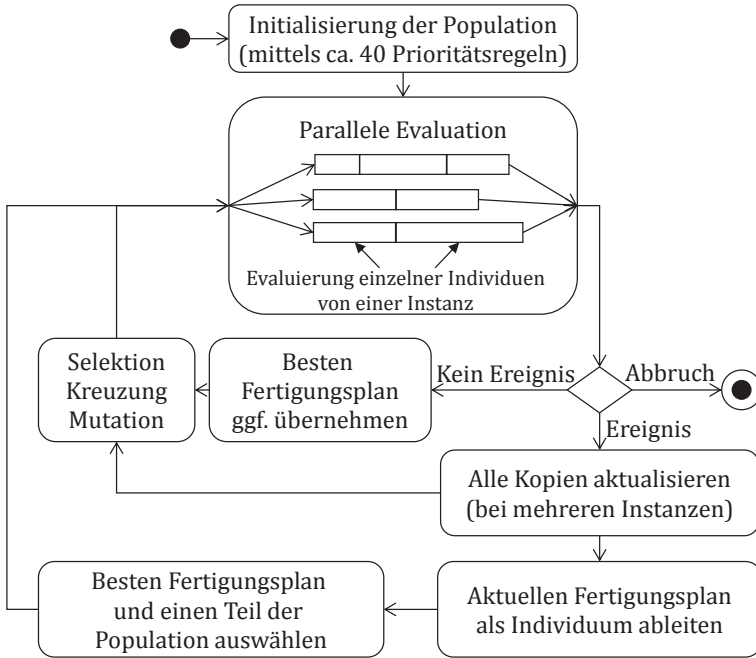 Initialisierung der Population
(mittels ca. 40 Prioritätsregeln)
Parallele Evaluation
Evaluierung einzelner Individuen
von einer Instanz
Selektion
Kreuzung
Mutation
Besten
Fertigungsplan
ggf. übernehmen
Kein Ereignis
Abbruch
Ereignis
Alle Kopien aktualisieren
(bei mehreren Instanzen)
Besten Fertigungsplan
und einen Teil der
Population auswählen
Aktuellen Fertigungsplan
als Individuum ableiten